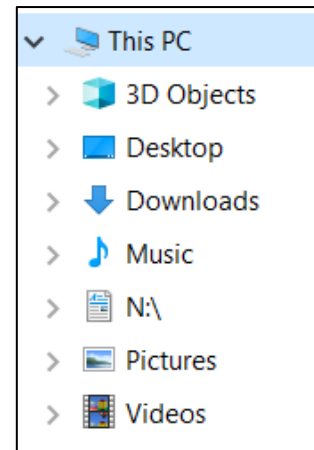 This PC
3D Objects
Desktop
Downloads
Music
N:\
Pictures
Videos